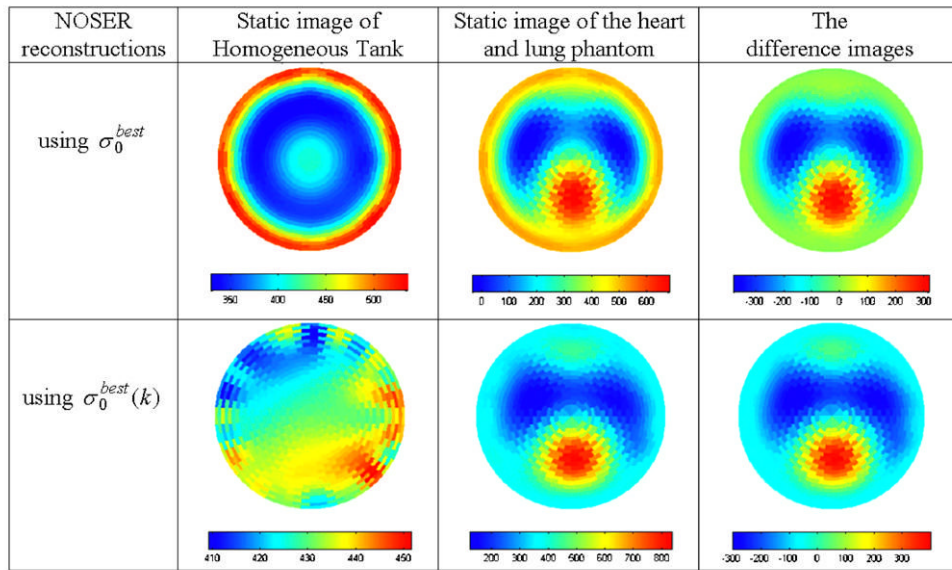 NOSER
reconstructions
Static image of
Homogeneous Tank
Static image of the heart
and lung phantom
The
difference images
using σ₀ᵇᵉˢᵗ
350 400 450 500
0 100 200 300 400 500 600
-300 -200 -100 0 100 200 300
using σ₀ᵇᵉˢᵗ(k)
410 420 430 440 450
200 300 400 500 600 700 800
-300 -200 -100 0 100 200 300